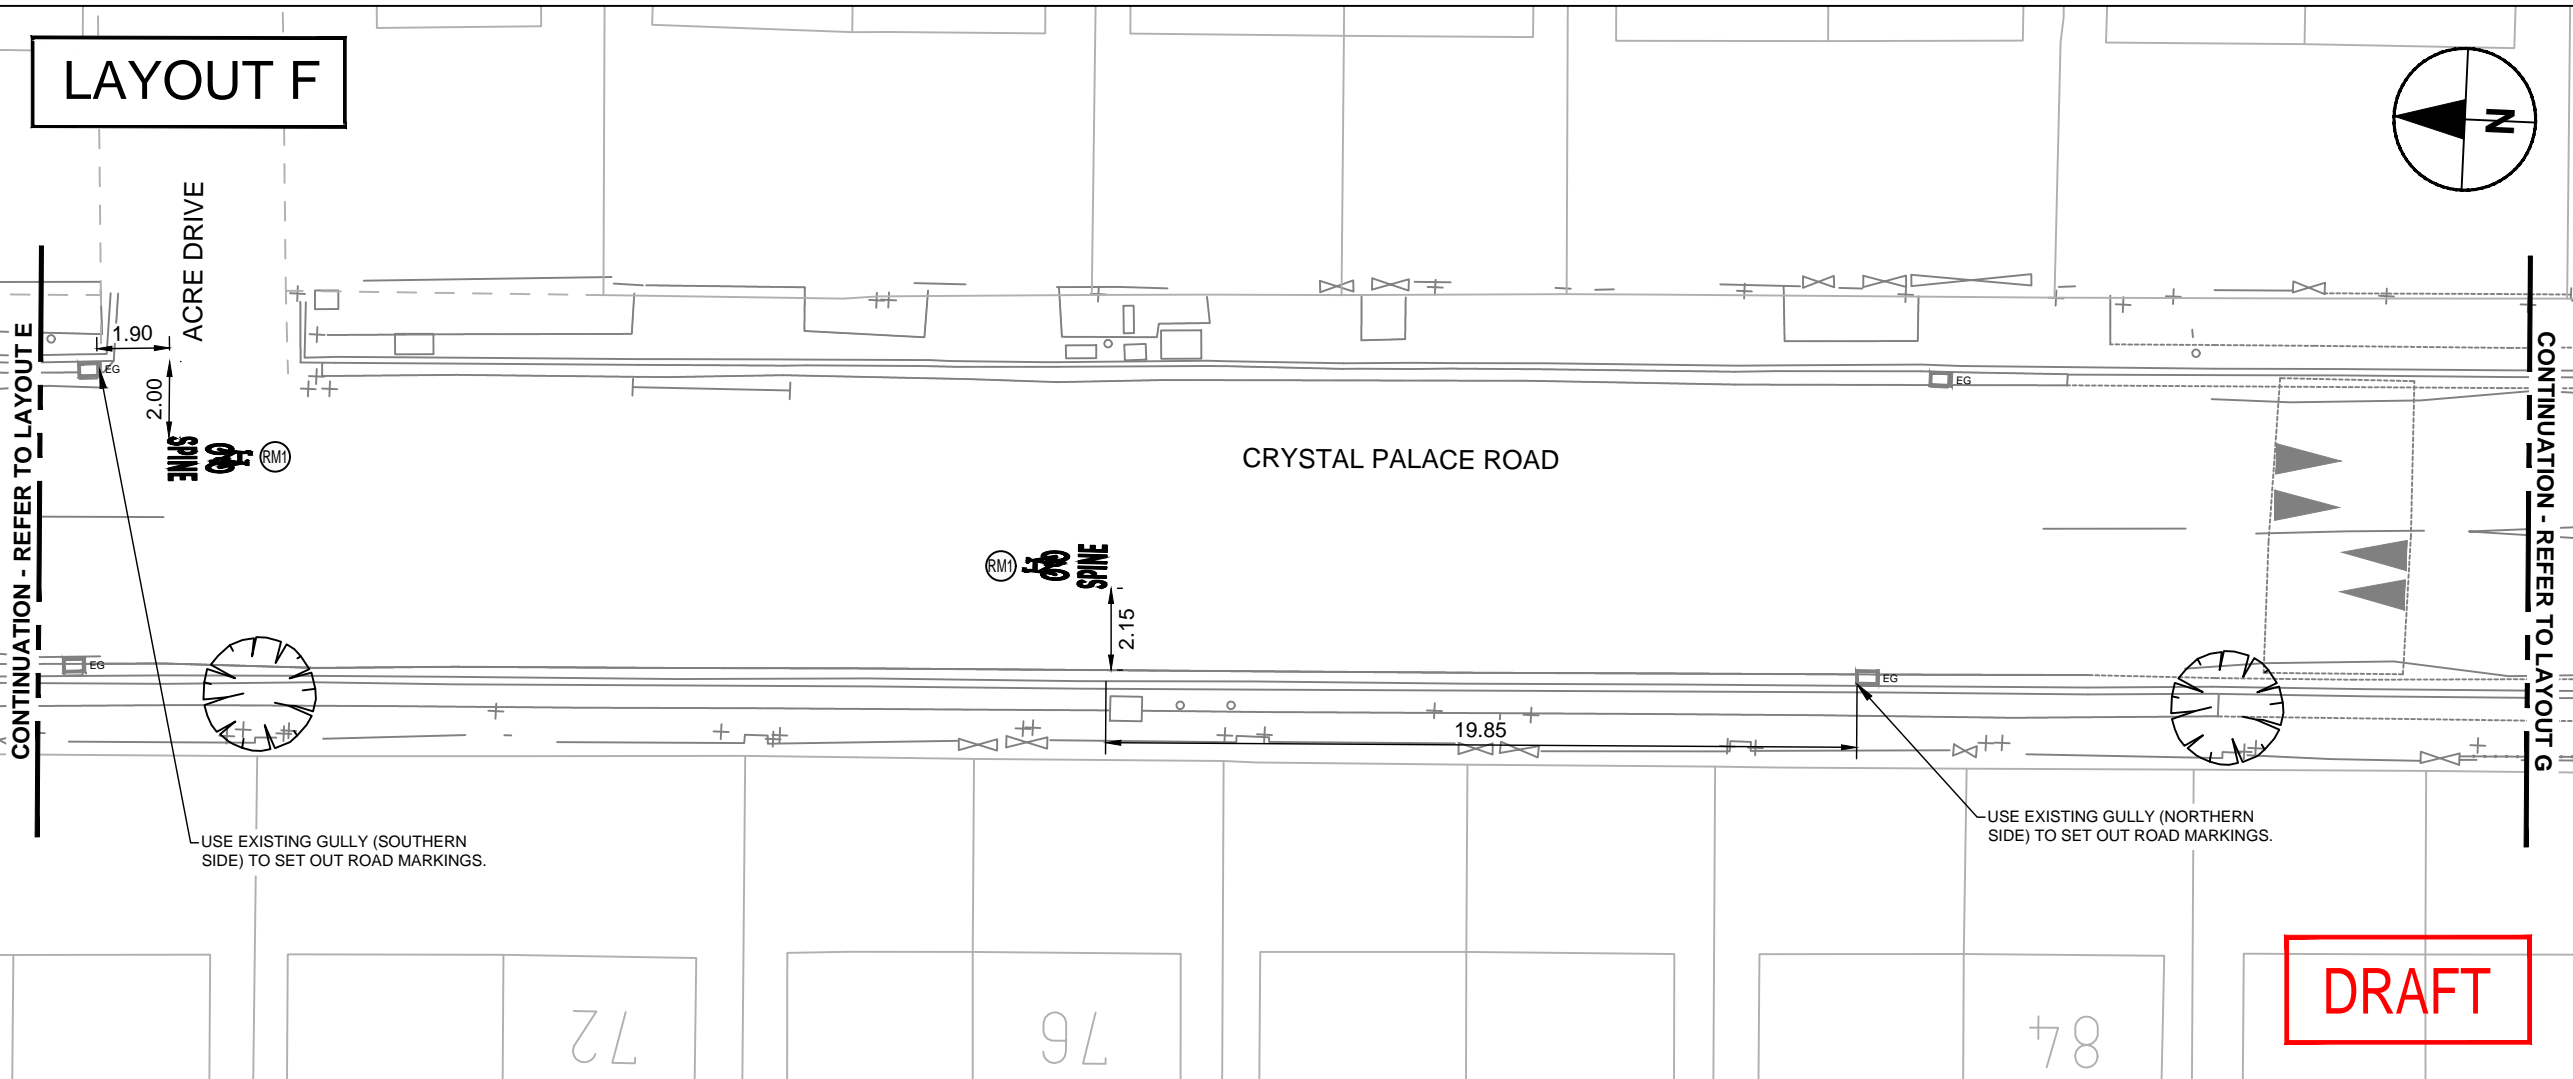 LAYOUT F
N
ACRE DRIVE
1.90
2.00
EG
SPINE
RM1
CONTINUATION - REFER TO LAYOUT E
EG
CRYSTAL PALACE ROAD
EG
CONTINUATION - REFER TO LAYOUT G
RM1
SPINE
2.15
EG
19.85
USE EXISTING GULLY (SOUTHERN
SIDE) TO SET OUT ROAD MARKINGS.
USE EXISTING GULLY (NORTHERN
SIDE) TO SET OUT ROAD MARKINGS.
72
76
84
DRAFT